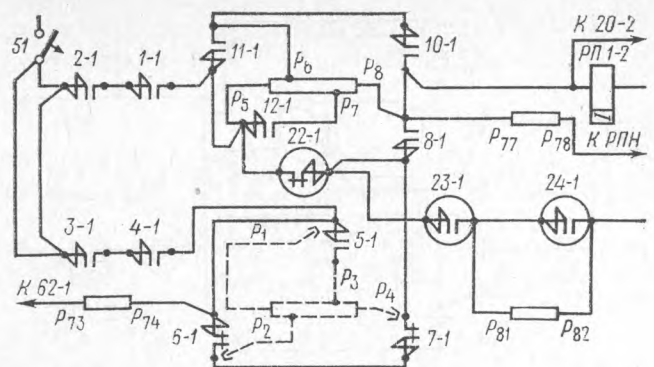 К 20-2
51
2-1 1-1
11-1
10-1
РП 1-2
P6
P8
P5
12-1
P7
22-1
8-1
P77 P78
К РПН
23-1 24-1
3-1 4-1
P1
5-1
P3
К 62-1
P4
P73 P74
6-1
P2
7-1
P81 P82